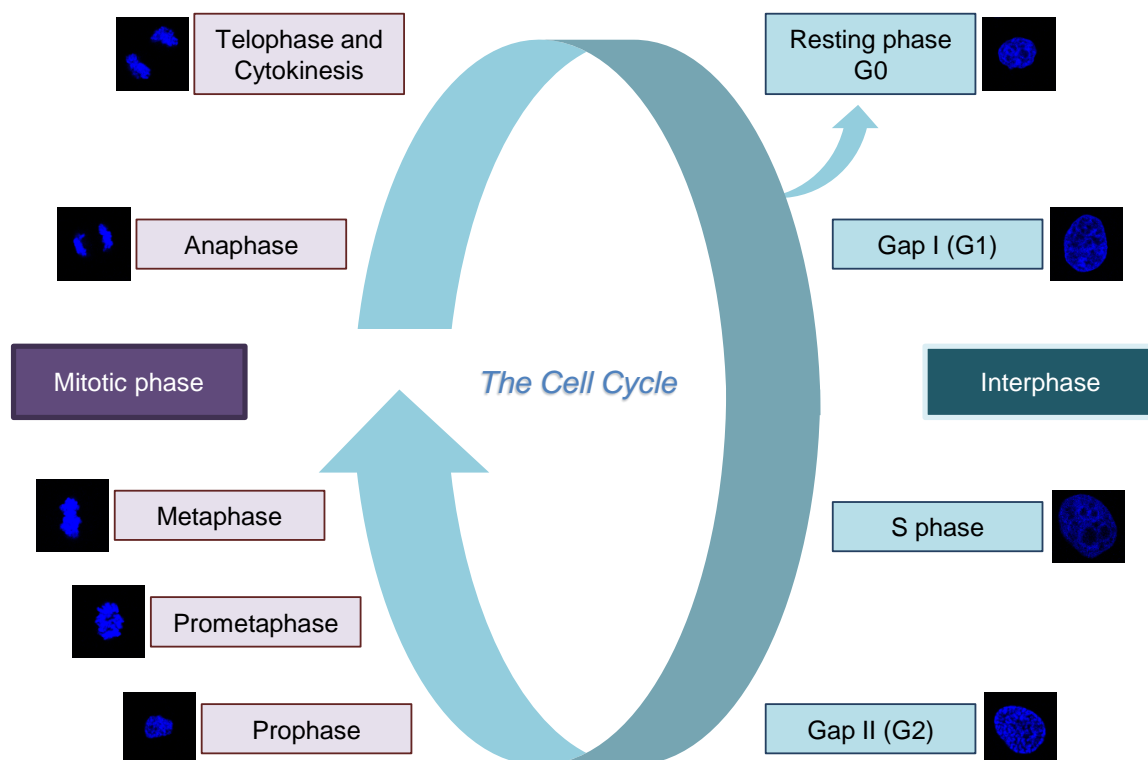 Telophase and
Cytokinesis
Resting phase
G0
Anaphase
Gap I (G1)
Mitotic phase
The Cell Cycle
Interphase
Metaphase
S phase
Prometaphase
Prophase
Gap II (G2)